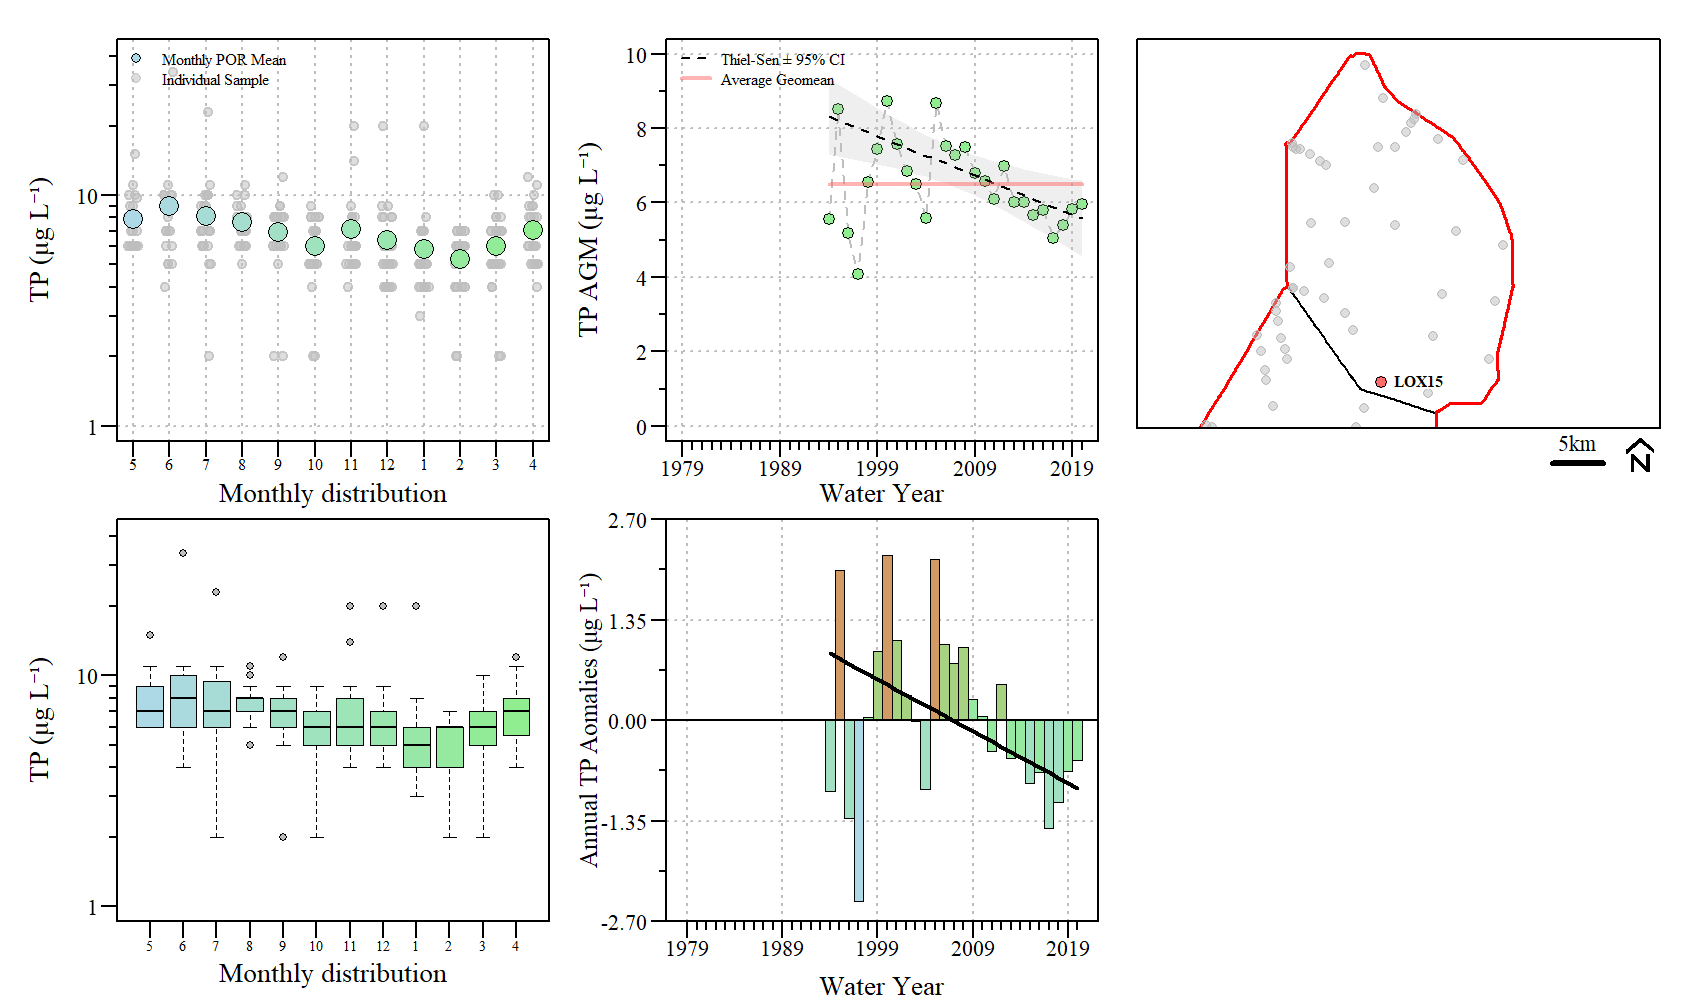 Monthly POR Mean
Individual Sample
TP (µg L⁻¹)
10
1
5 6 7 8 9 10 11 12 1 2 3 4
Monthly distribution
Thiel-Sen ± 95% CI
Average Geomean
TP AGM (µg L⁻¹)
10
8
6
4
2
0
1979 1989 1999 2009 2019
Water Year
LOX15
5km
N
TP (µg L⁻¹)
10
1
5 6 7 8 9 10 11 12 1 2 3 4
Monthly distribution
Annual TP Aomalies (µg L⁻¹)
2.70
1.35
0.00
-1.35
-2.70
1979 1989 1999 2009 2019
Water Year